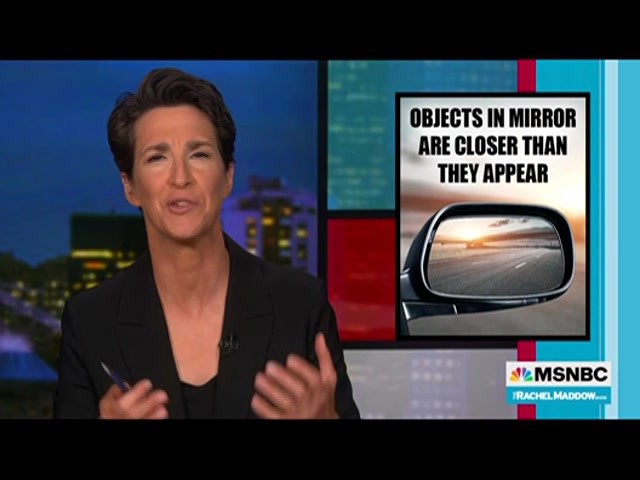 OBJECTS IN MIRROR
ARE CLOSER THAN
THEY APPEAR
MSNBC
THE RACHEL MADDOW SHOW